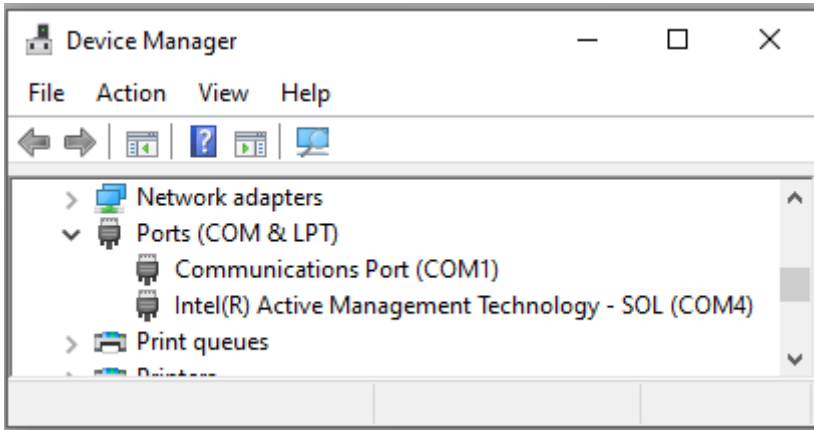 Device Manager
File Action View Help
Network adapters
Ports (COM & LPT)
Communications Port (COM1)
Intel(R) Active Management Technology - SOL (COM4)
Print queues
Printers